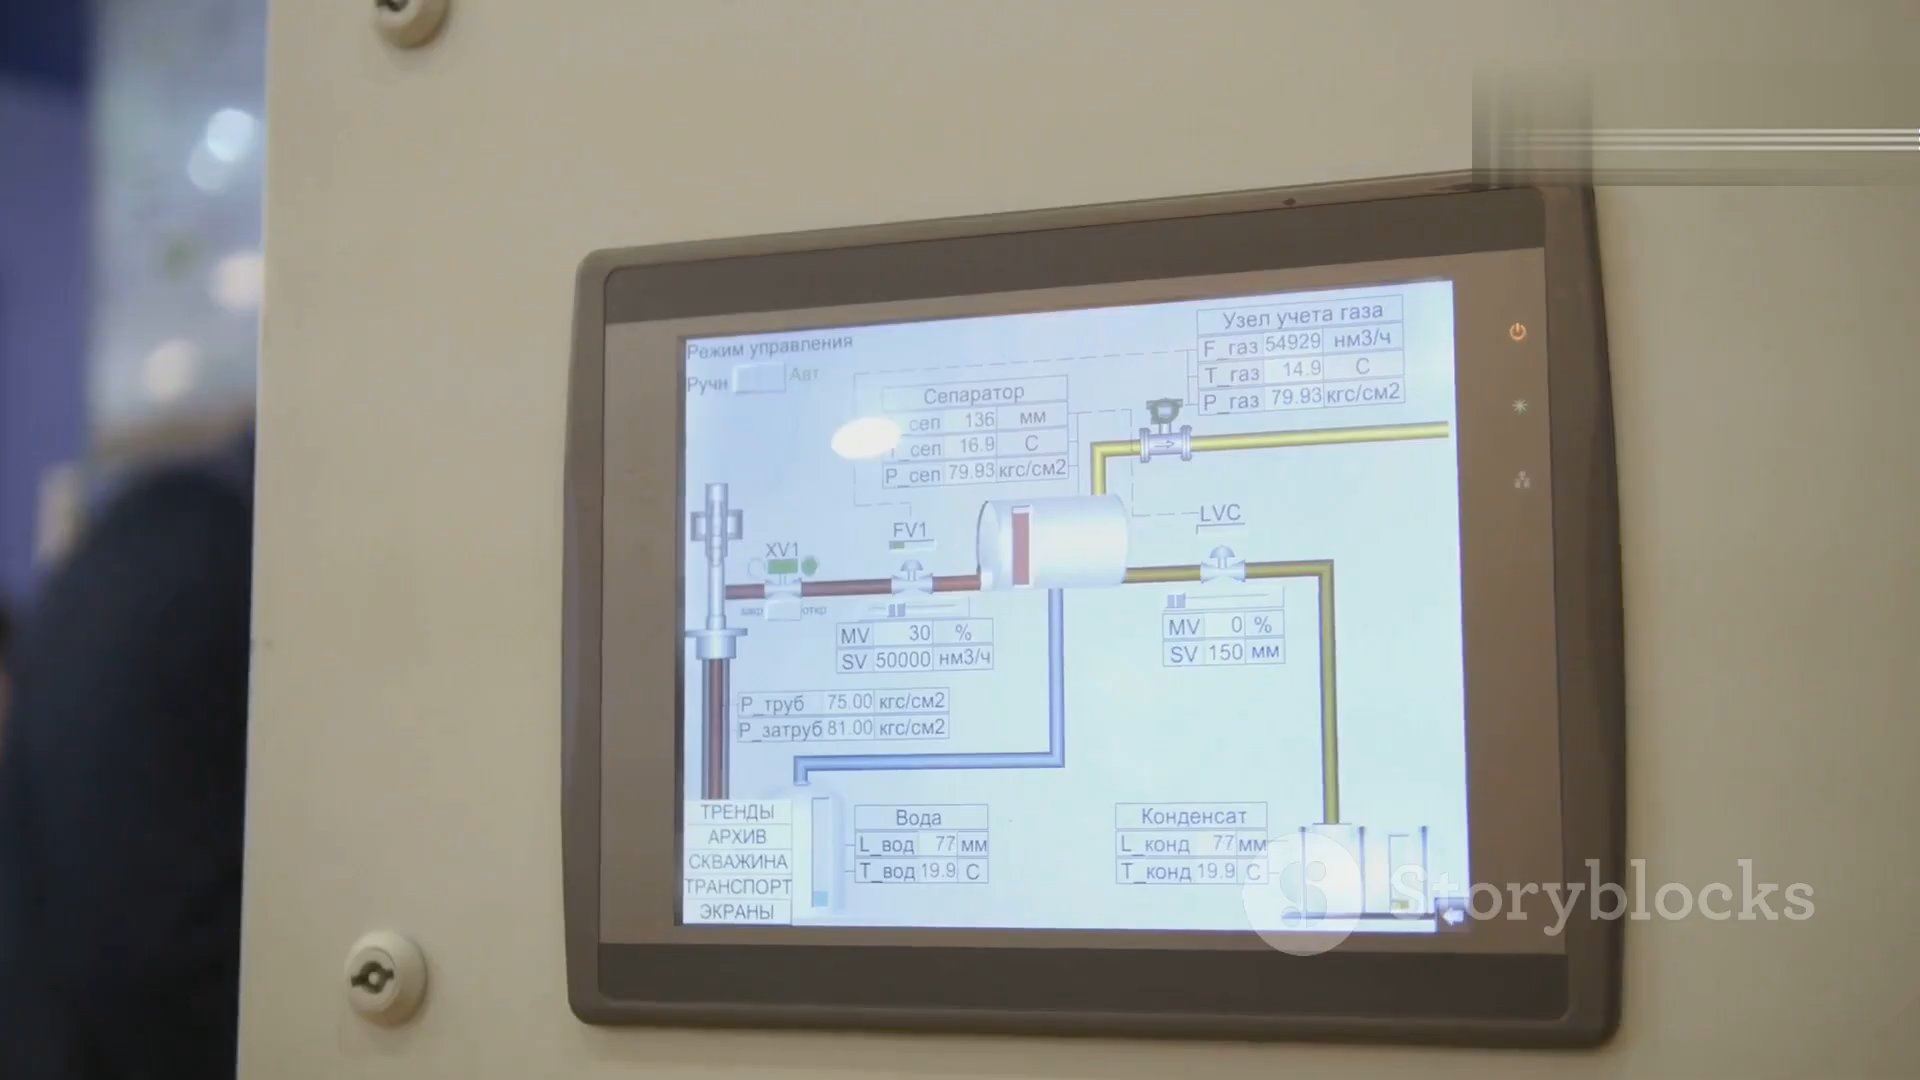 Режим управления
Ручн Авт
Узел учета газа
F_газ 54929 нм3/ч
T_газ 14.9 C
P_газ 79.93 кгс/см2
Сепаратор
_сеп 136 мм
_сеп 16.9 C
P_сеп 79.93 кгс/см2
LVC
FV1
XV1
закр откр
MV 30 %
SV 50000 нм3/ч
MV 0 %
SV 150 мм
P_труб 75.00 кгс/см2
P_затруб 81.00 кгс/см2
ТРЕНДЫ
АРХИВ
СКВАЖИНА
ТРАНСПОРТ
ЭКРАНЫ
Вода
L_вод 77 мм
T_вод 19.9 C
Конденсат
L_конд 77 мм
T_конд 19.9 C
Storyblocks